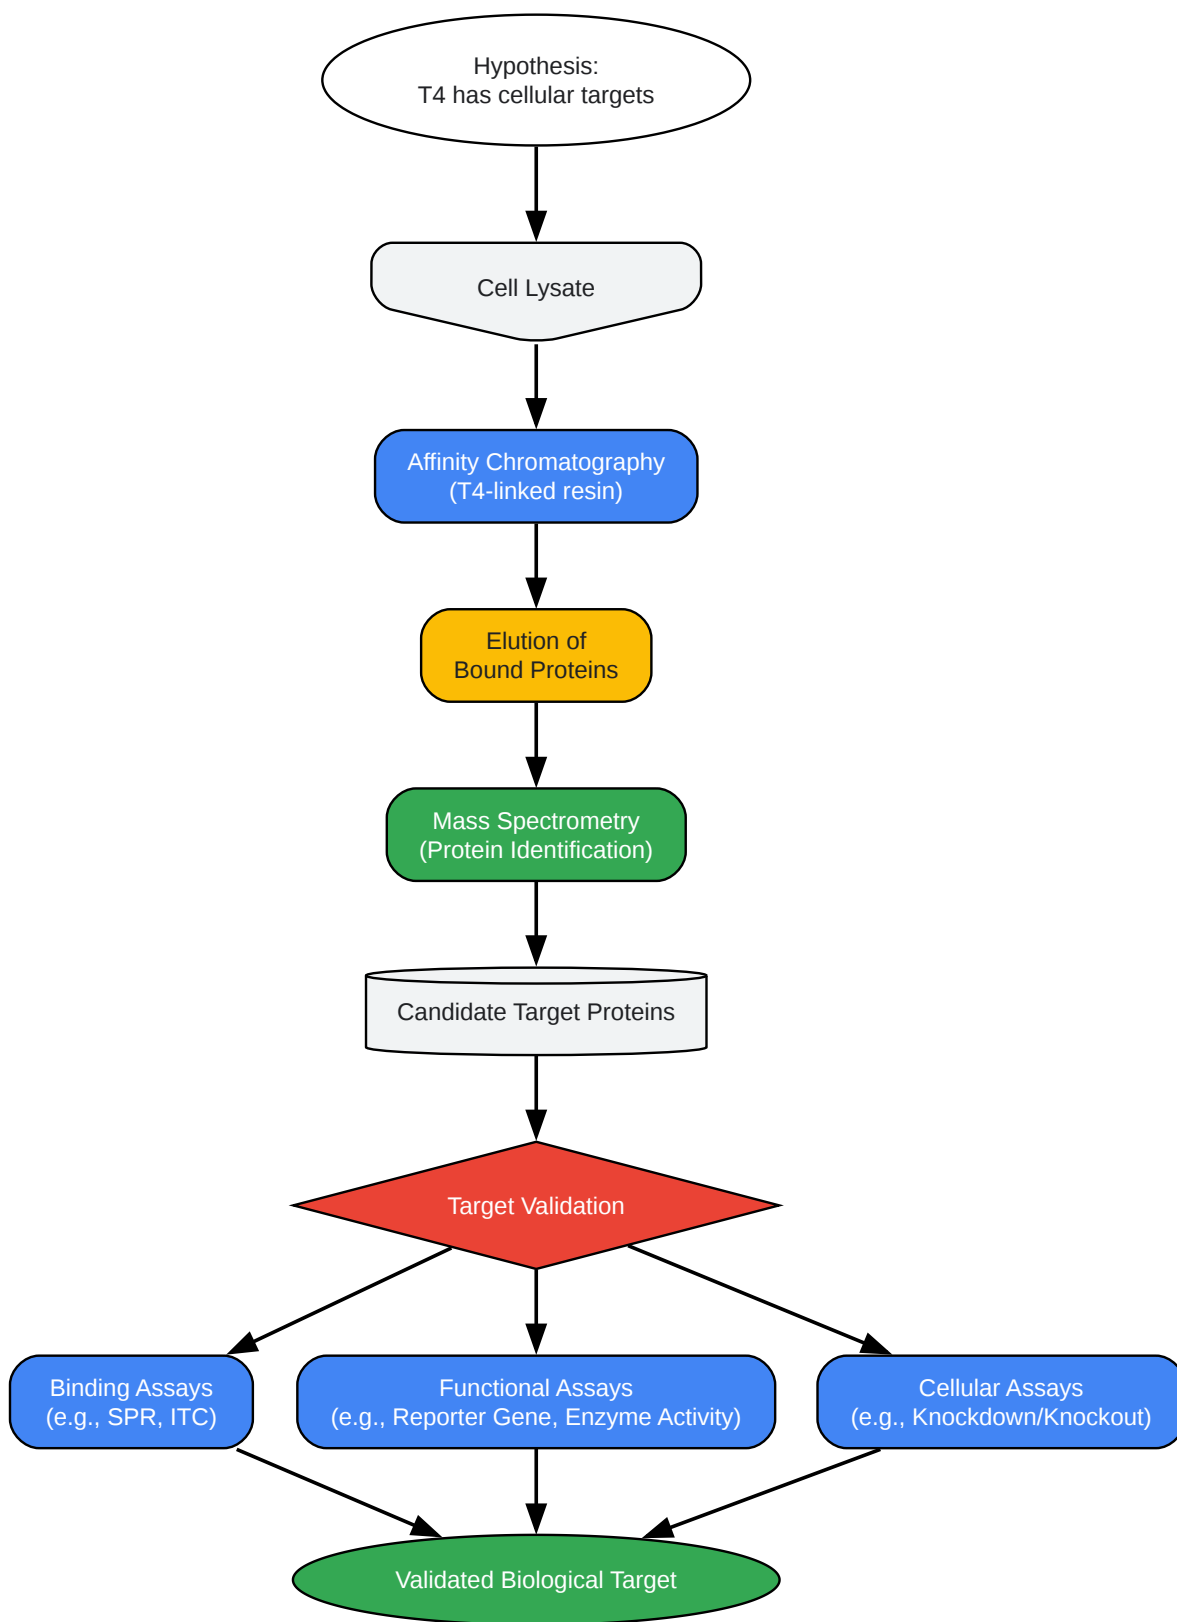 Hypothesis:
T4 has cellular targets
Cell Lysate
Affinity Chromatography
(T4-linked resin)
Elution of
Bound Proteins
Mass Spectrometry
(Protein Identification)
Candidate Target Proteins
Target Validation
Binding Assays
(e.g., SPR, ITC)
Functional Assays
(e.g., Reporter Gene, Enzyme Activity)
Cellular Assays
(e.g., Knockdown/Knockout)
Validated Biological Target